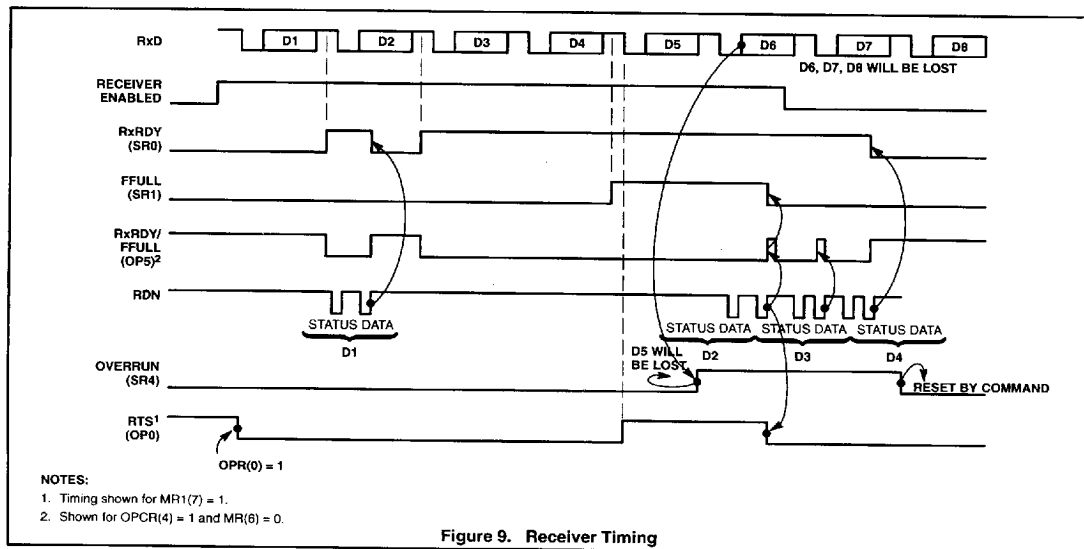 RxD D1 D2 D3 D4 D5 D6 D7 D8
D6, D7, D8 WILL BE LOST
RECEIVER
ENABLED
RxRDY
(SR0)
FFULL
(SR1)
RxRDY/
FFULL
(OP5)2
RDN
STATUS DATA
D1
STATUS DATA STATUS DATA STATUS DATA
D2 D3 D4
D5 WILL
BE LOST
OVERRUN
(SR4)
RESET BY COMMAND
RTS1
(OP0)
OPR(0) = 1
NOTES:
1. Timing shown for MR1(7) = 1.
2. Shown for OPCR(4) = 1 and MR(6) = 0.
Figure 9. Receiver Timing